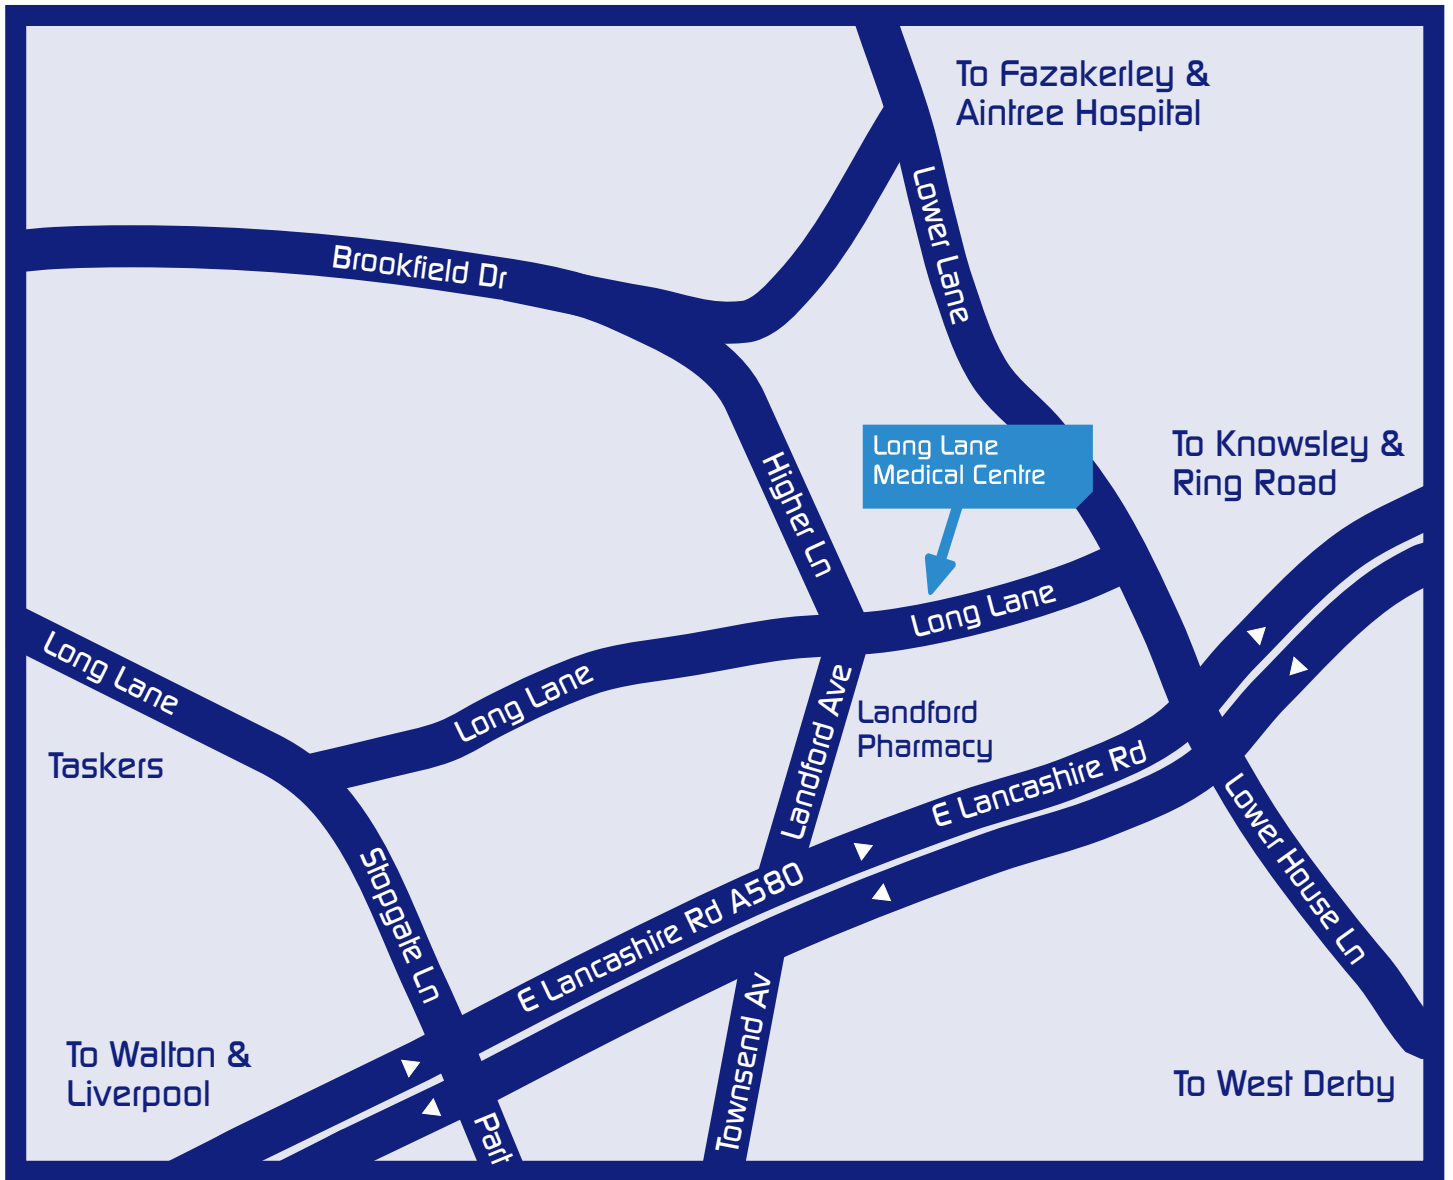 To Fazakerley &
Aintree Hospital
Lower Lane
Brookfield Dr
Long Lane
Medical Centre
To Knowsley &
Ring Road
Higher Ln
Long Lane
Long Lane
Long Lane
Landford Ave
Landford
Pharmacy
Taskers
E Lancashire Rd
Lower House Ln
Stopgate Ln
E Lancashire Rd A580
Townsend Av
To Walton &
Liverpool
To West Derby
Part